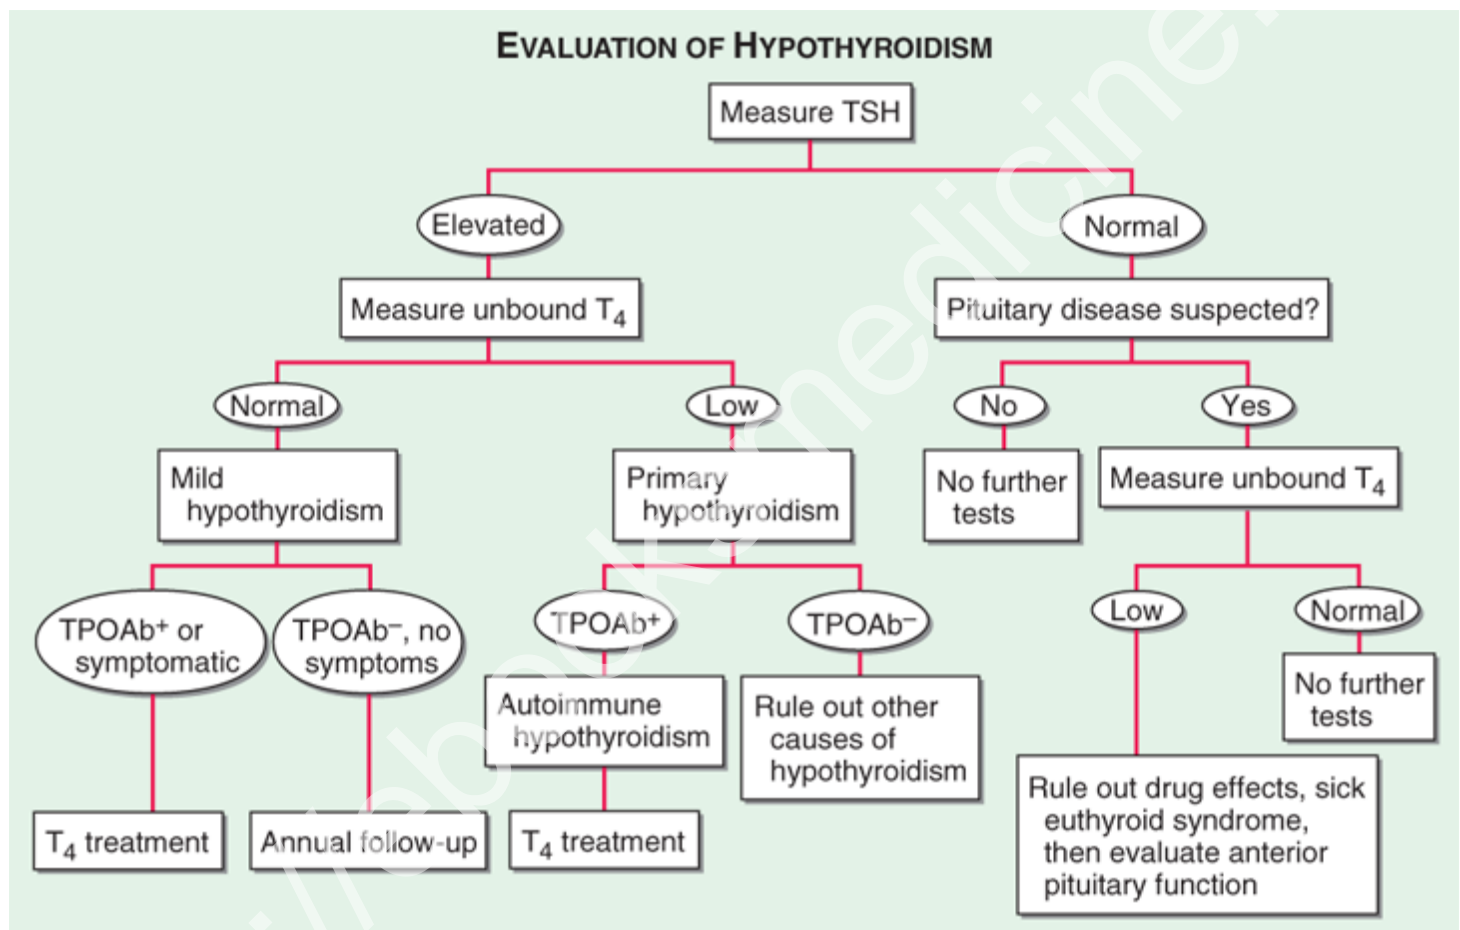 EVALUATION OF HYPOTHYROIDISM
Measure TSH
Elevated
Normal
Measure unbound T4
Pituitary disease suspected?
Normal
Low
No
Yes
Mild
hypothyroidism
Primary
hypothyroidism
No further
tests
Measure unbound T4
TPOAb+ or
symptomatic
TPOAb–, no
symptoms
TPOAb+
TPOAb–
Low
Normal
Autoimmune
hypothyroidism
Rule out other
causes of
hypothyroidism
No further
tests
T4 treatment
Annual follow-up
T4 treatment
Rule out drug effects, sick
euthyroid syndrome,
then evaluate anterior
pituitary function
//ebooksmedicine.